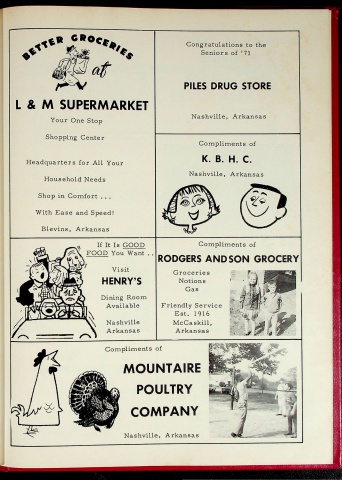 BETTER GROCERIES
at
L & M SUPERMARKET
Your One Stop
Shopping Center
Headquarters for All Your
Household Needs
Shop in Comfort ...
With Ease and Speed!
Blevins, Arkansas
Congratulations to the
Seniors of '71
PILES DRUG STORE
Nashville, Arkansas
Compliments of
K. B. H. C.
Nashville, Arkansas
If It Is GOOD
FOOD You Want ..
Visit
HENRY'S
Dining Room
Available
Nashville
Arkansas
Compliments of
RODGERS AND SON GROCERY
Groceries
Notions
Gas
Friendly Service
Est. 1916
McCaskill,
Arkansas
Compliments of
MOUNTAIRE
POULTRY
COMPANY
Nashville, Arkansas